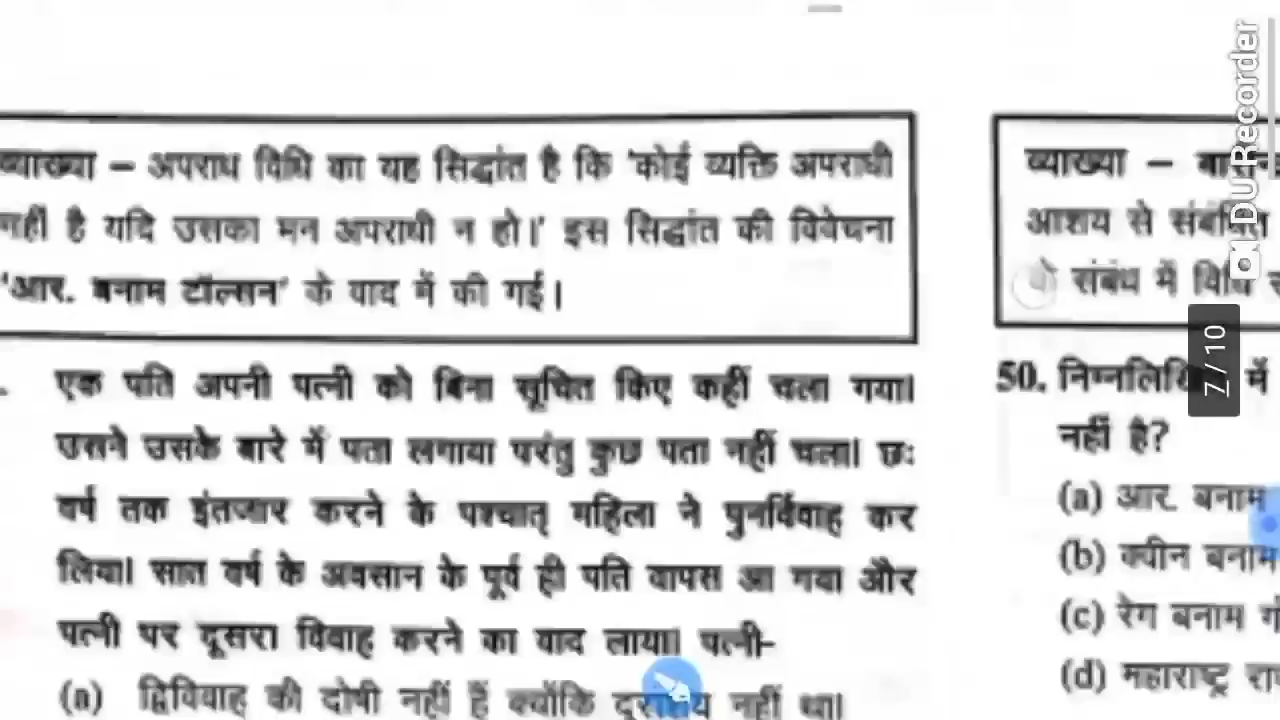 व्याख्या – अपराध विधि का यह सिद्धांत है कि 'कोई व्यक्ति अपराधी
नहीं है यदि उसका मन अपराधी न हो।' इस सिद्धांत की विवेचना
'आर. बनाम टॉल्सन' के वाद में की गई।
एक पति अपनी पत्नी को बिना सूचित किए कहीं चला गया।
उसने उसके बारे में पता लगाया परंतु कुछ पता नहीं चला। छः
वर्ष तक इंतजार करने के पश्चात् महिला ने पुनर्विवाह कर
लिया। सात वर्ष के अवसान के पूर्व ही पति वापस आ गया और
पत्नी पर दूसरा विवाह करने का वाद लाया। पत्नी-
(a) द्विविवाह की दोषी नहीं है क्योंकि नहीं था।
व्याख्या –
आशय से संबंधित
संबंध में विधि
50. में
नहीं है?
(a) आर. बनाम
(b) क्वीन बनाम
(c) रेग बनाम
(d) महाराष्ट्र
DU Recorder
7/10